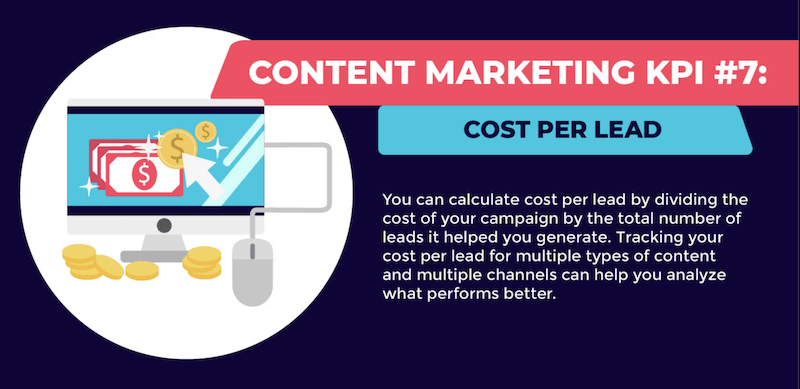 CONTENT MARKETING KPI #7:
COST PER LEAD
You can calculate cost per lead by dividing the
cost of your campaign by the total number of
leads it helped you generate. Tracking your
cost per lead for multiple types of content
and multiple channels can help you analyze
what performs better.
$
$
$